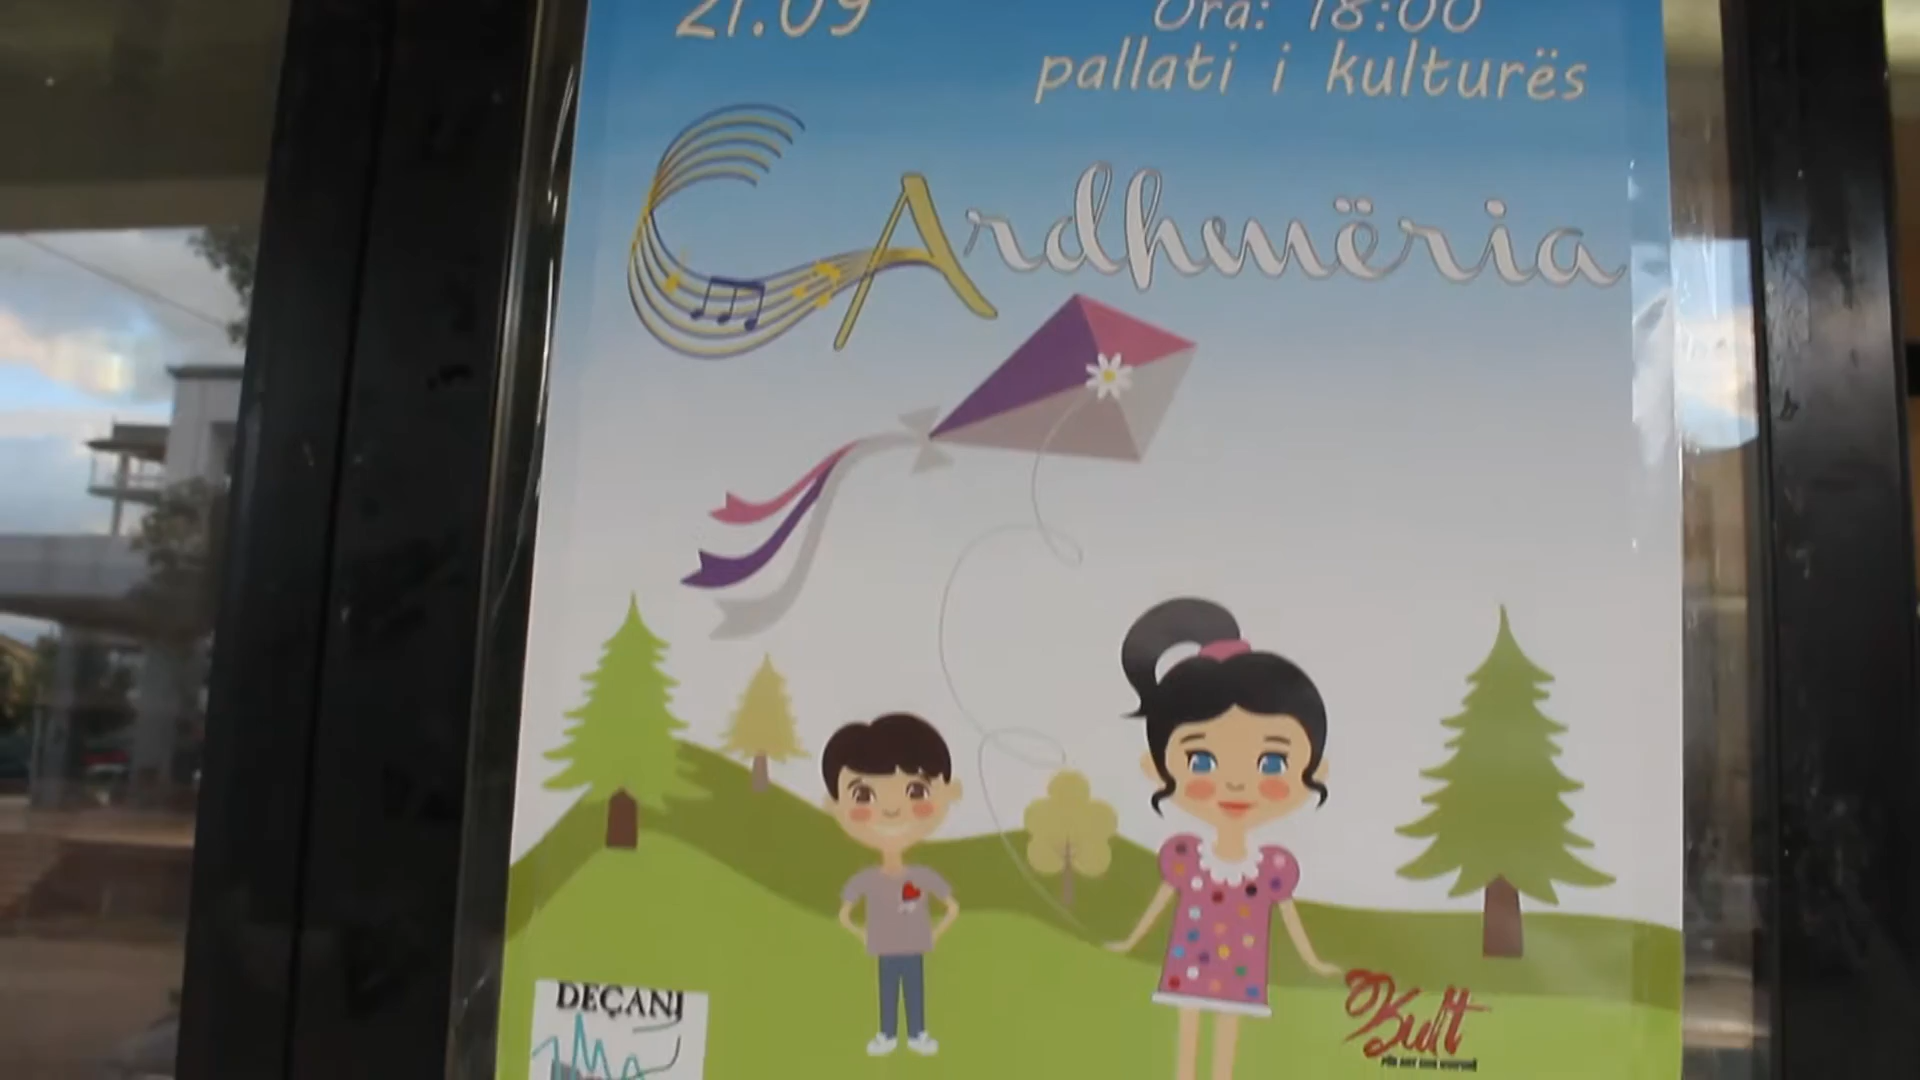 21.09
Ora: 18:00
pallati i kulturës
Ardhmëria
DEÇANI
Kult